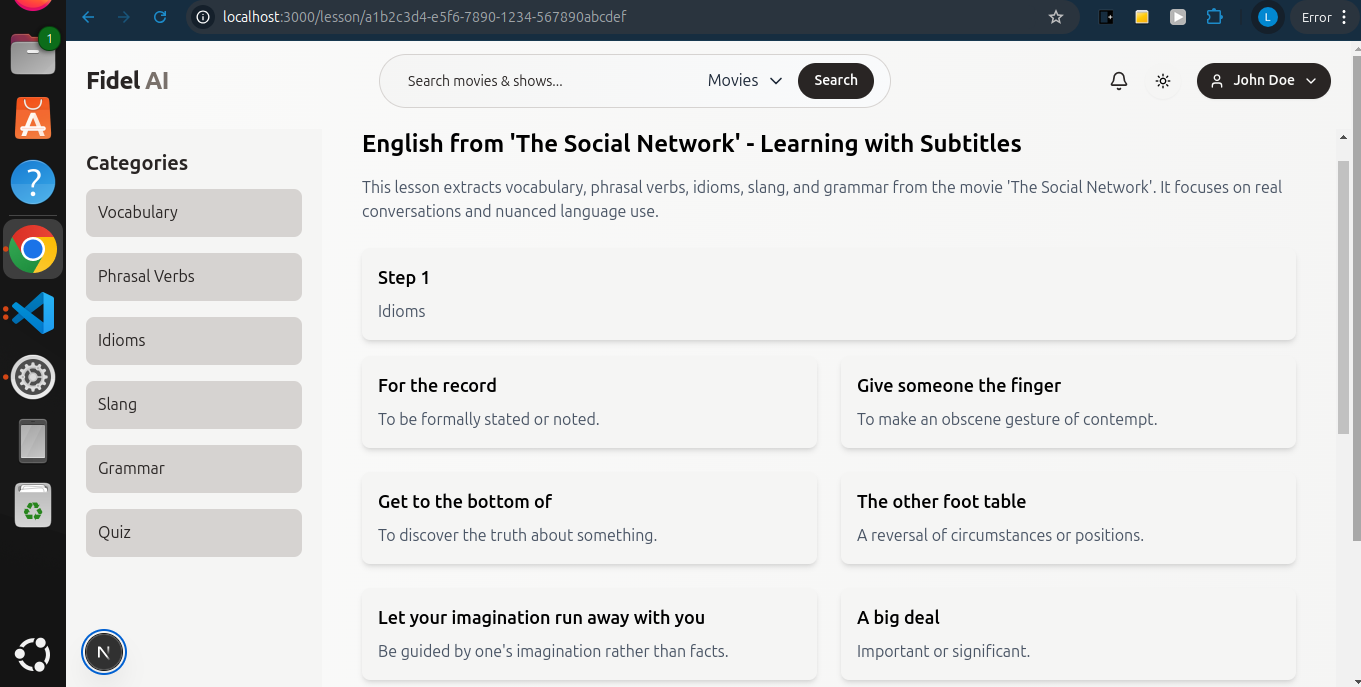 1
localhost:3000/lesson/a1b2c3d4-e5f6-7890-1234-567890abcdef
L
Error
Fidel AI
Search movies & shows...
Movies
Search
John Doe
Categories
Vocabulary
Phrasal Verbs
Idioms
Slang
Grammar
Quiz
N
English from 'The Social Network' - Learning with Subtitles
This lesson extracts vocabulary, phrasal verbs, idioms, slang, and grammar from the movie 'The Social Network'. It focuses on real
conversations and nuanced language use.
Step 1
Idioms
For the record
To be formally stated or noted.
Give someone the finger
To make an obscene gesture of contempt.
Get to the bottom of
To discover the truth about something.
The other foot table
A reversal of circumstances or positions.
Let your imagination run away with you
Be guided by one's imagination rather than facts.
A big deal
Important or significant.